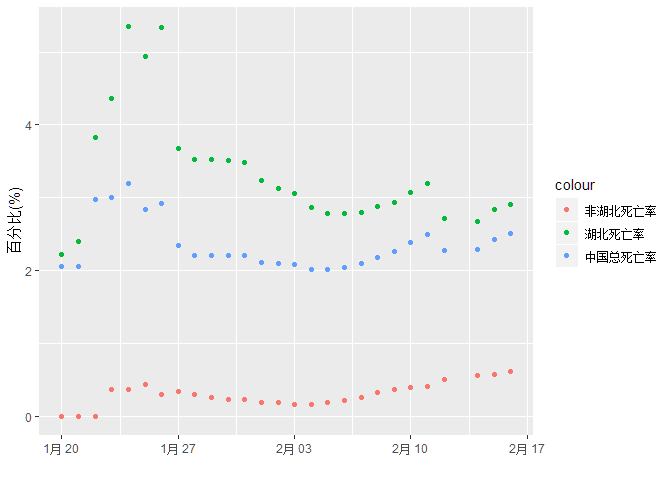 百分比(%)
4
2
0
1月 20
1月 27
2月 03
2月 10
2月 17
colour
非湖北死亡率
湖北死亡率
中国总死亡率